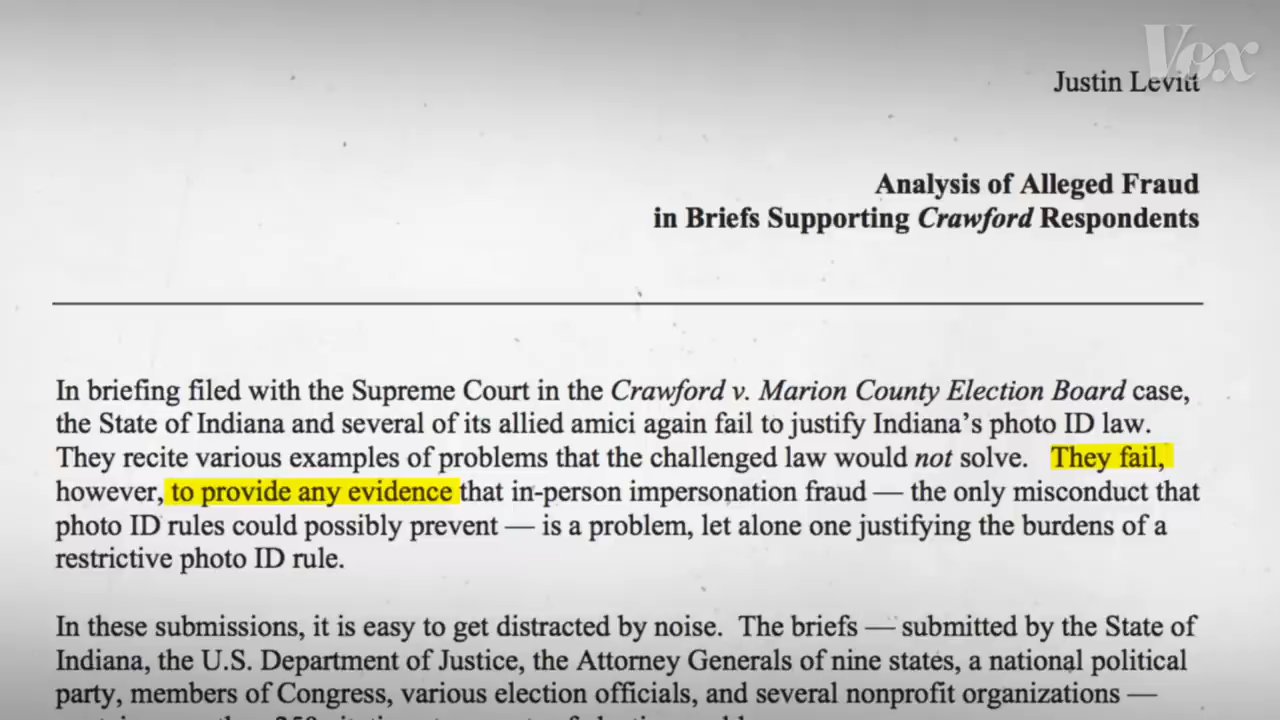 Vox
Justin Levitt
Analysis of Alleged Fraud
in Briefs Supporting Crawford Respondents
In briefing filed with the Supreme Court in the Crawford v. Marion County Election Board case,
the State of Indiana and several of its allied amici again fail to justify Indiana's photo ID law.
They recite various examples of problems that the challenged law would not solve. They fail,
however, to provide any evidence that in-person impersonation fraud — the only misconduct that
photo ID rules could possibly prevent — is a problem, let alone one justifying the burdens of a
restrictive photo ID rule.
In these submissions, it is easy to get distracted by noise. The briefs — submitted by the State of
Indiana, the U.S. Department of Justice, the Attorney Generals of nine states, a national political
party, members of Congress, various election officials, and several nonprofit organizations —